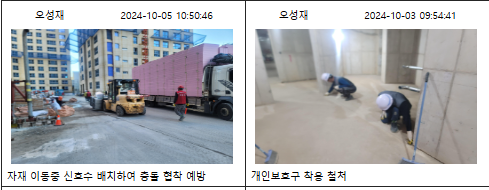 오성재 2024-10-05 10:50:46
오성재 2024-10-03 09:54:41
자재 이동중 신호수 배치하여 충돌 협착 예방
개인보호구 착용 철처